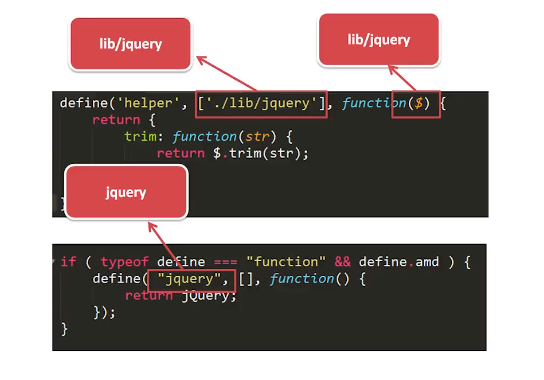 lib/jquery
lib/jquery
define('helper', ['./lib/jquery'], function($) {
return {
trim: function(str) {
return $.trim(str);
}
jquery
if ( typeof define === "function" && define.amd ) {
define( "jquery", [], function() {
return jQuery;
});
}